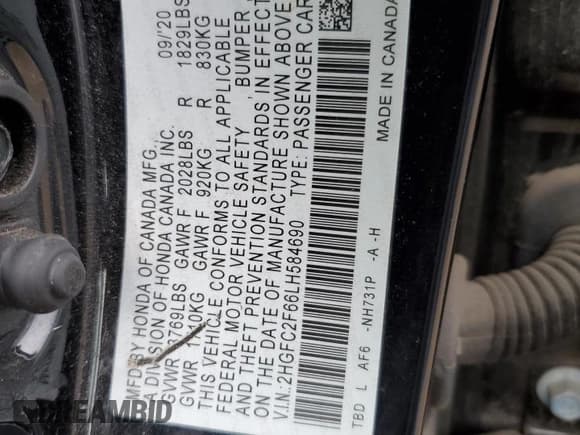 MFD. BY HONDA OF CANADA MFG., 09/'20
A DIVISION OF HONDA CANADA INC.
GVWR 3769LBS GAWR F 2028LBS R 1829LBS
GVWR 1710KG GAWR F 920KG R 830KG
THIS VEHICLE CONFORMS TO ALL APPLICABLE
FEDERAL MOTOR VEHICLE SAFETY , BUMPER,
AND THEFT PREVENTION STANDARDS IN EFFECT
ON THE DATE OF MANUFACTURE SHOWN ABOVE.
V.I.N.: 2HGFC2F66LH584690 TYPE: PASSENGER CAR
TBD L AF6 -NH731P -A -H MADE IN CANADA
DREAMBID